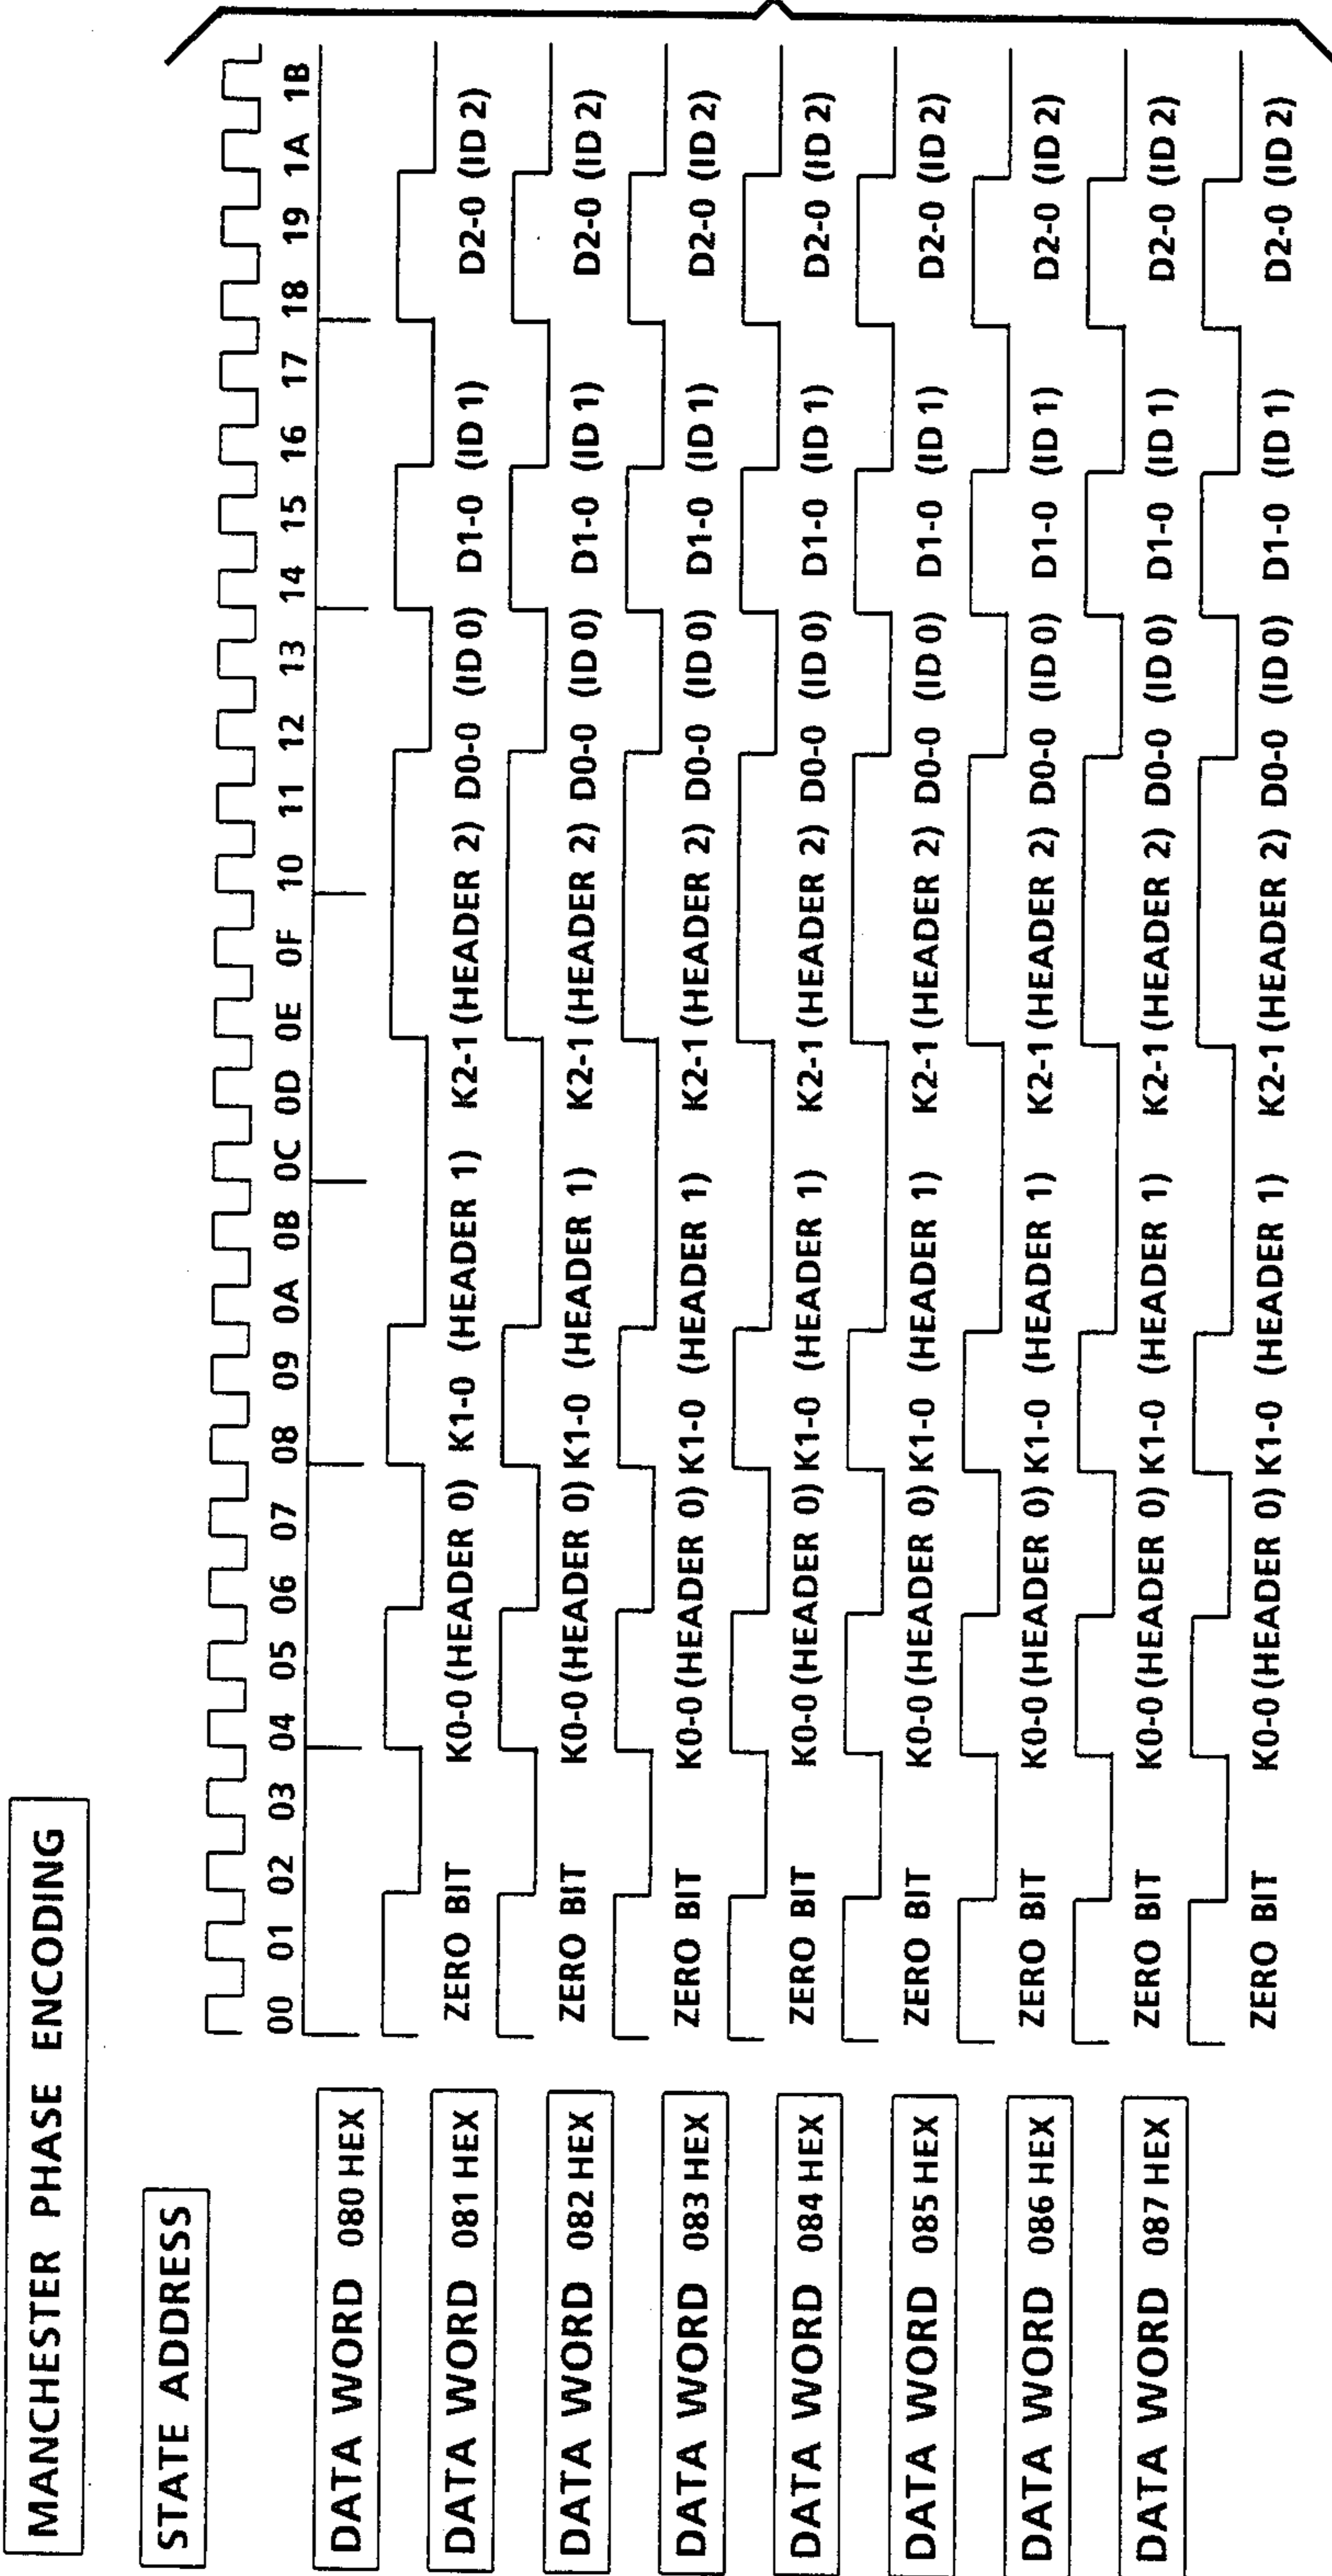 MANCHESTER PHASE ENCODING
STATE ADDRESS
00 01 02 03 04 05 06 07 08 09 0A 0B 0C 0D 0E 0F 10 11 12 13 14 15 16 17 18 19 1A 1B
DATA WORD 080 HEX
ZERO BIT K0-0 (HEADER 0) K1-0 (HEADER 1) K2-1 (HEADER 2) D0-0 (ID 0) D1-0 (ID 1) D2-0 (ID 2)
DATA WORD 081 HEX
ZERO BIT K0-0 (HEADER 0) K1-0 (HEADER 1) K2-1 (HEADER 2) D0-0 (ID 0) D1-0 (ID 1) D2-0 (ID 2)
DATA WORD 082 HEX
ZERO BIT K0-0 (HEADER 0) K1-0 (HEADER 1) K2-1 (HEADER 2) D0-0 (ID 0) D1-0 (ID 1) D2-0 (ID 2)
DATA WORD 083 HEX
ZERO BIT K0-0 (HEADER 0) K1-0 (HEADER 1) K2-1 (HEADER 2) D0-0 (ID 0) D1-0 (ID 1) D2-0 (ID 2)
DATA WORD 084 HEX
ZERO BIT K0-0 (HEADER 0) K1-0 (HEADER 1) K2-1 (HEADER 2) D0-0 (ID 0) D1-0 (ID 1) D2-0 (ID 2)
DATA WORD 085 HEX
ZERO BIT K0-0 (HEADER 0) K1-0 (HEADER 1) K2-1 (HEADER 2) D0-0 (ID 0) D1-0 (ID 1) D2-0 (ID 2)
DATA WORD 086 HEX
ZERO BIT K0-0 (HEADER 0) K1-0 (HEADER 1) K2-1 (HEADER 2) D0-0 (ID 0) D1-0 (ID 1) D2-0 (ID 2)
DATA WORD 087 HEX
ZERO BIT K0-0 (HEADER 0) K1-0 (HEADER 1) K2-1 (HEADER 2) D0-0 (ID 0) D1-0 (ID 1) D2-0 (ID 2)